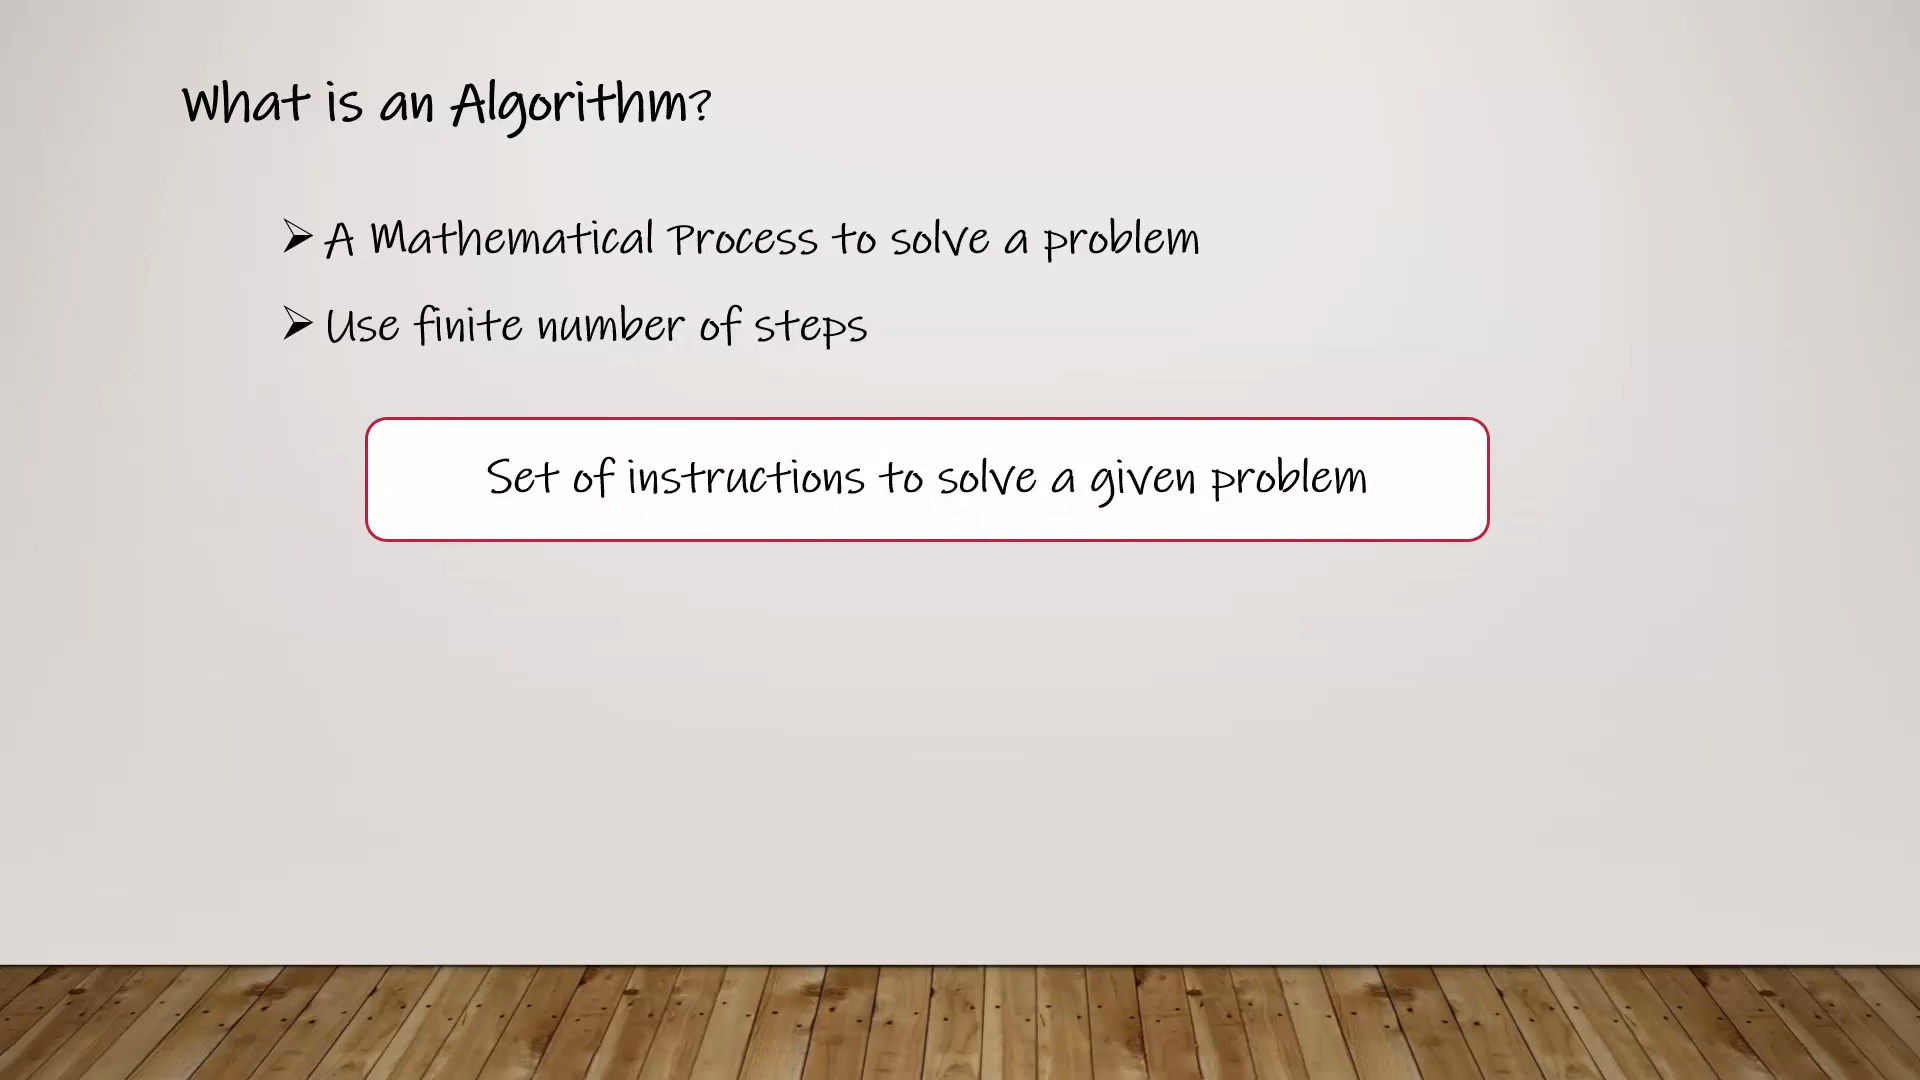 What is an Algorithm?
A Mathematical Process to solve a problem
Use finite number of steps
Set of instructions to solve a given problem